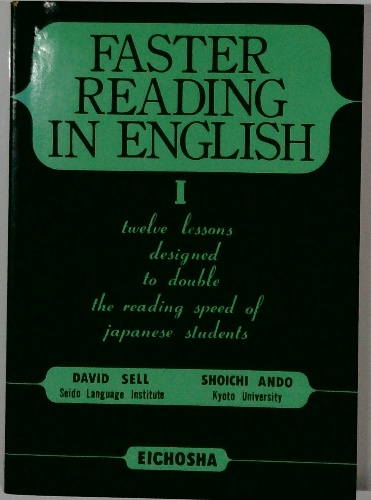 FASTER
READING
IN ENGLISH
I
twelve lessons
designed
to double
the reading speed of
japanese students
DAVID SELL
Seido Language Institute
SHOICHI ANDO
Kyoto University
EICHOSHA